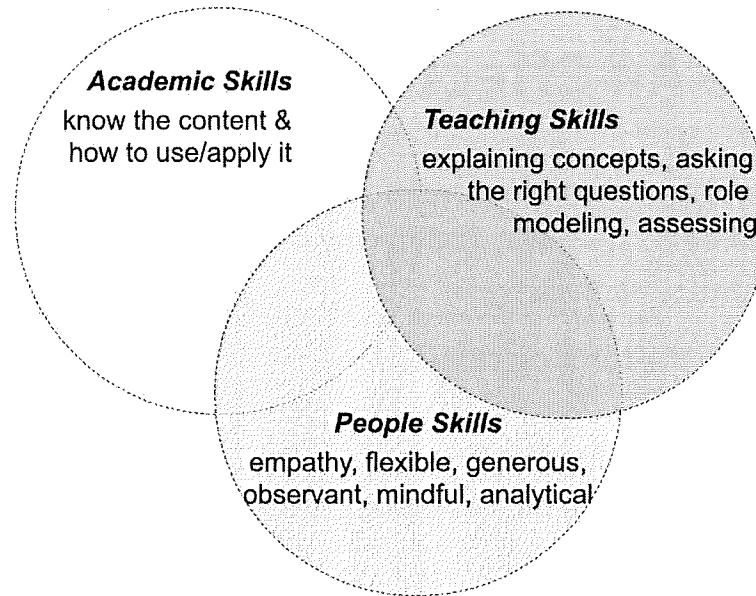 Academic Skills
know the content &
how to use/apply it
Teaching Skills
explaining concepts, asking
the right questions, role
modeling, assessing
People Skills
empathy, flexible, generous,
observant, mindful, analytical